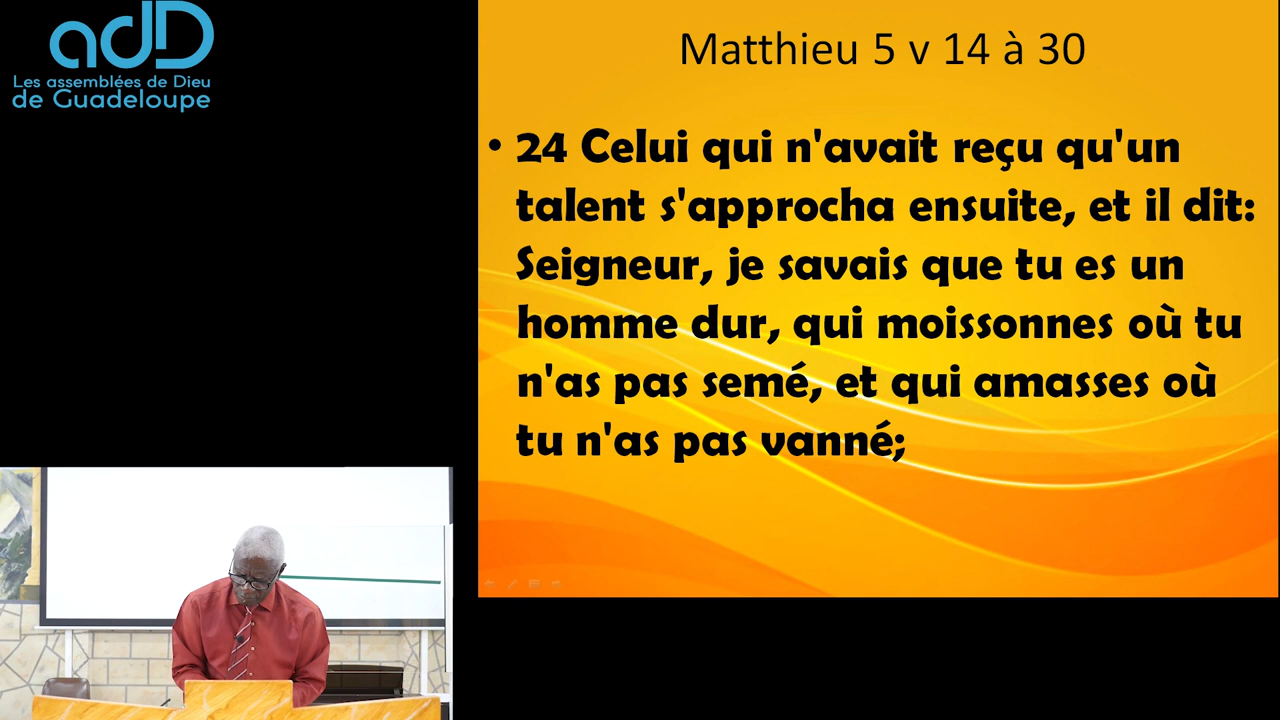 adD
Les assemblées de Dieu
de Guadeloupe
Matthieu 5 v 14 à 30
• 24 Celui qui n'avait reçu qu'un
talent s'approcha ensuite, et il dit:
Seigneur, je savais que tu es un
homme dur, qui moissonnes où tu
n'as pas semé, et qui amasses où
tu n'as pas vanné;